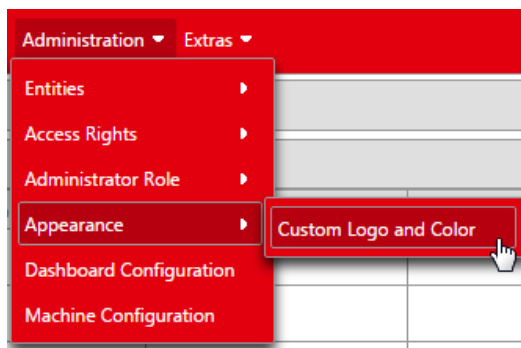 Administration Extras
Entities
Access Rights
Administrator Role
Appearance
Custom Logo and Color
Dashboard Configuration
Machine Configuration